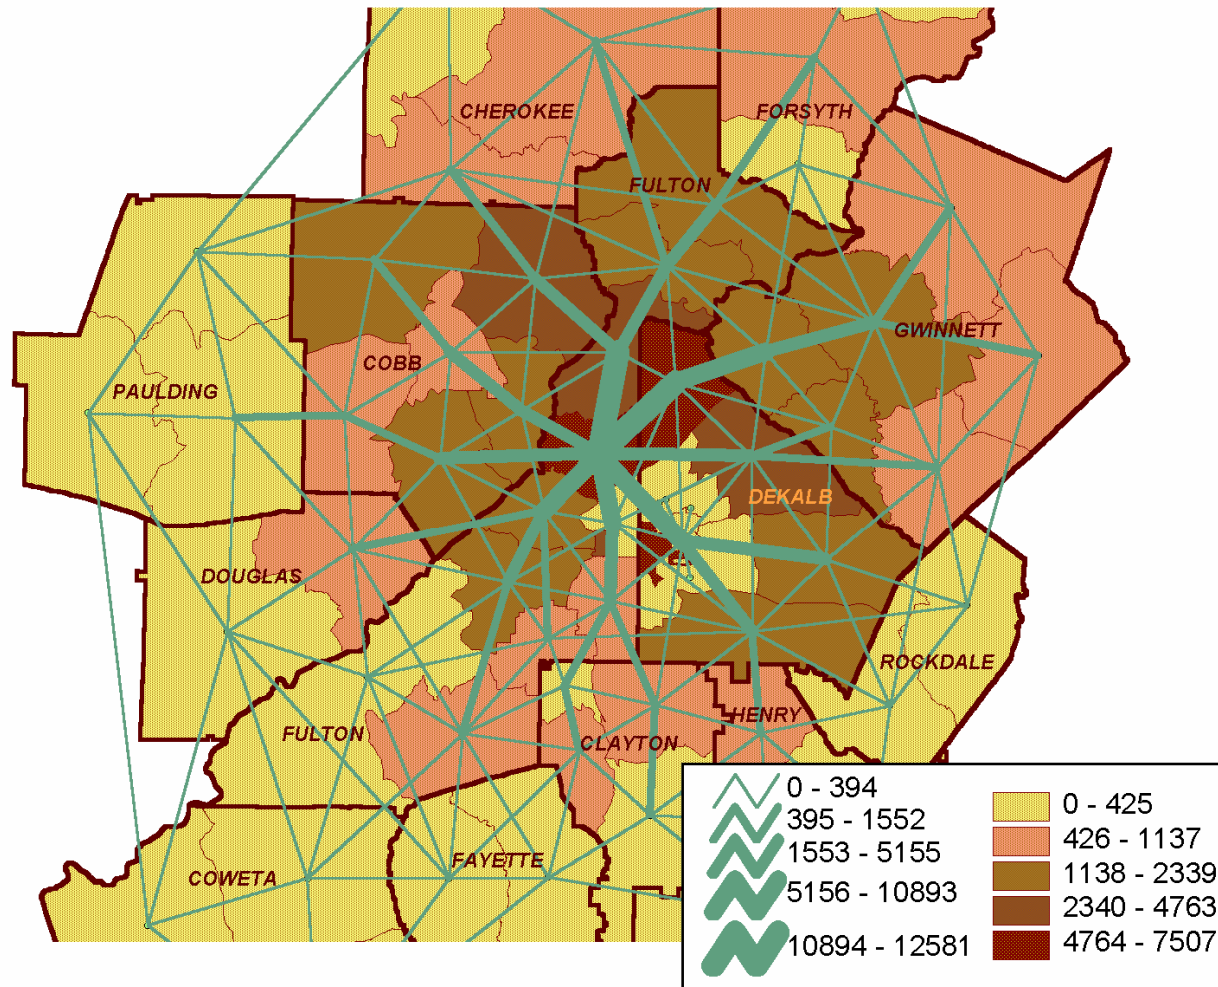 CHEROKEE
FORSYTH
FULTON
GWINNETT
COBB
PAULDING
DEKALB
DOUGLAS
ROCKDALE
HENRY
FULTON
CLAYTON
FAYETTE
COWETA
0 - 394
395 - 1552
1553 - 5155
5156 - 10893
10894 - 12581
0 - 425
426 - 1137
1138 - 2339
2340 - 4763
4764 - 7507